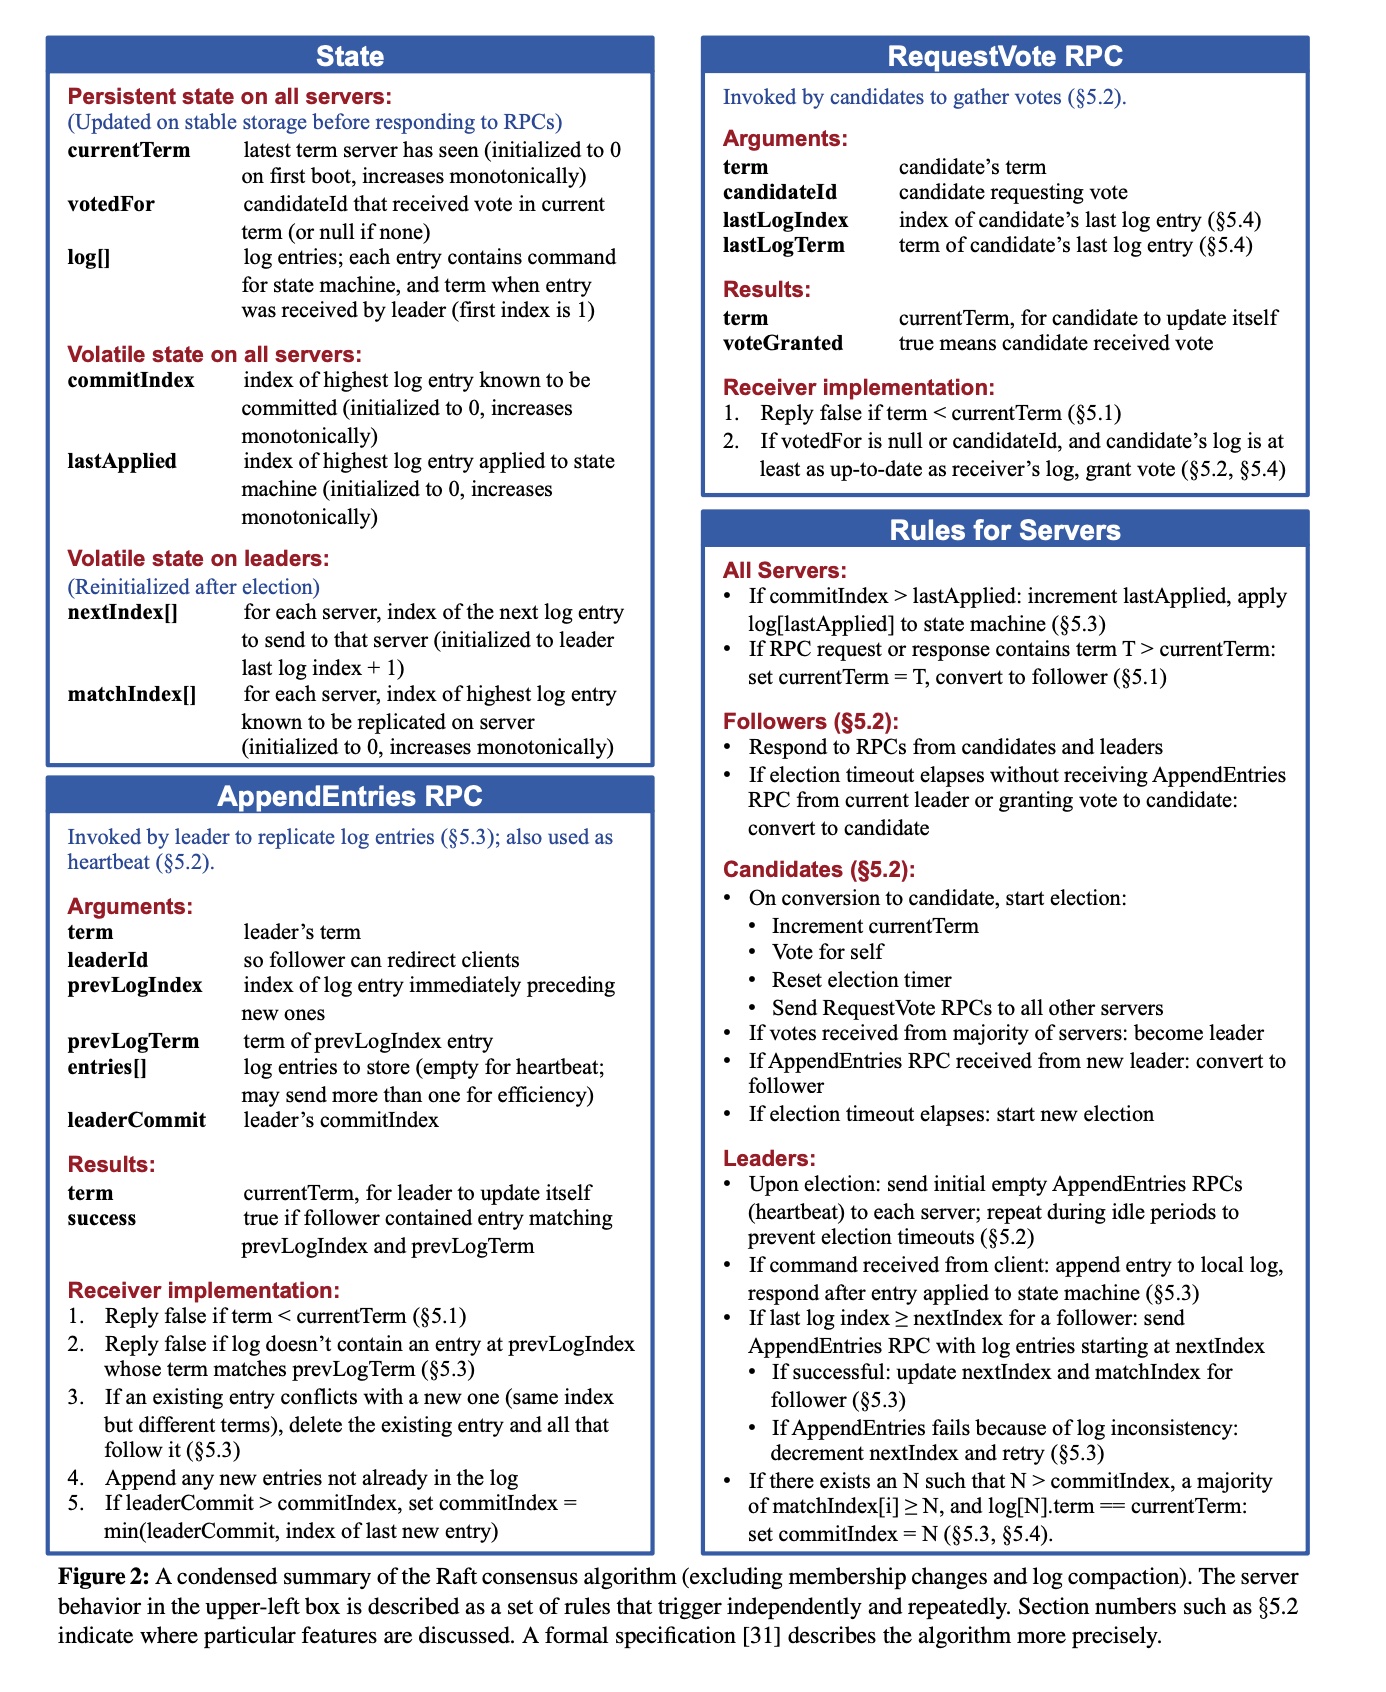 State
Persistent state on all servers:
(Updated on stable storage before responding to RPCs)
currentTerm latest term server has seen (initialized to 0
on first boot, increases monotonically)
votedFor candidateId that received vote in current
term (or null if none)
log[] log entries; each entry contains command
for state machine, and term when entry
was received by leader (first index is 1)
Volatile state on all servers:
commitIndex index of highest log entry known to be
committed (initialized to 0, increases
monotonically)
lastApplied index of highest log entry applied to state
machine (initialized to 0, increases
monotonically)
Volatile state on leaders:
(Reinitialized after election)
nextIndex[] for each server, index of the next log entry
to send to that server (initialized to leader
last log index + 1)
matchIndex[] for each server, index of highest log entry
known to be replicated on server
(initialized to 0, increases monotonically)
AppendEntries RPC
Invoked by leader to replicate log entries (§5.3); also used as
heartbeat (§5.2).
Arguments:
term leader’s term
leaderId so follower can redirect clients
prevLogIndex index of log entry immediately preceding
new ones
prevLogTerm term of prevLogIndex entry
entries[] log entries to store (empty for heartbeat;
may send more than one for efficiency)
leaderCommit leader’s commitIndex
Results:
term currentTerm, for leader to update itself
success true if follower contained entry matching
prevLogIndex and prevLogTerm
Receiver implementation:
1. Reply false if term < currentTerm (§5.1)
2. Reply false if log doesn’t contain an entry at prevLogIndex
whose term matches prevLogTerm (§5.3)
3. If an existing entry conflicts with a new one (same index
but different terms), delete the existing entry and all that
follow it (§5.3)
4. Append any new entries not already in the log
5. If leaderCommit > commitIndex, set commitIndex =
min(leaderCommit, index of last new entry)
RequestVote RPC
Invoked by candidates to gather votes (§5.2).
Arguments:
term candidate’s term
candidateId candidate requesting vote
lastLogIndex index of candidate’s last log entry (§5.4)
lastLogTerm term of candidate’s last log entry (§5.4)
Results:
term currentTerm, for candidate to update itself
voteGranted true means candidate received vote
Receiver implementation:
1. Reply false if term < currentTerm (§5.1)
2. If votedFor is null or candidateId, and candidate’s log is at
least as up-to-date as receiver’s log, grant vote (§5.2, §5.4)
Rules for Servers
All Servers:
• If commitIndex > lastApplied: increment lastApplied, apply
log[lastApplied] to state machine (§5.3)
• If RPC request or response contains term T > currentTerm:
set currentTerm = T, convert to follower (§5.1)
Followers (§5.2):
• Respond to RPCs from candidates and leaders
• If election timeout elapses without receiving AppendEntries
RPC from current leader or granting vote to candidate:
convert to candidate
Candidates (§5.2):
• On conversion to candidate, start election:
• Increment currentTerm
• Vote for self
• Reset election timer
• Send RequestVote RPCs to all other servers
• If votes received from majority of servers: become leader
• If AppendEntries RPC received from new leader: convert to
follower
• If election timeout elapses: start new election
Leaders:
• Upon election: send initial empty AppendEntries RPCs
(heartbeat) to each server; repeat during idle periods to
prevent election timeouts (§5.2)
• If command received from client: append entry to local log,
respond after entry applied to state machine (§5.3)
• If last log index ≥ nextIndex for a follower: send
AppendEntries RPC with log entries starting at nextIndex
• If successful: update nextIndex and matchIndex for
follower (§5.3)
• If AppendEntries fails because of log inconsistency:
decrement nextIndex and retry (§5.3)
• If there exists an N such that N > commitIndex, a majority
of matchIndex[i] ≥ N, and log[N].term == currentTerm:
set commitIndex = N (§5.3, §5.4).
Figure 2: A condensed summary of the Raft consensus algorithm (excluding membership changes and log compaction). The server
behavior in the upper-left box is described as a set of rules that trigger independently and repeatedly. Section numbers such as §5.2
indicate where particular features are discussed. A formal specification [31] describes the algorithm more precisely.